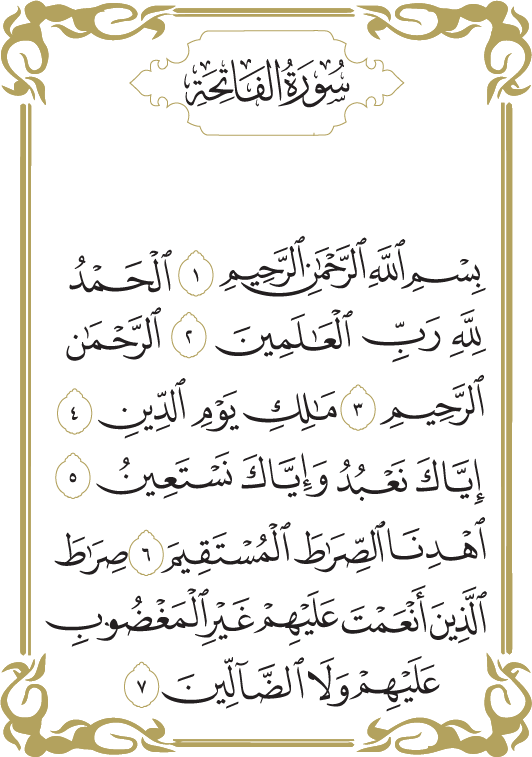 سُورَةُ الْفَاتِحَةِ
بِسْمِ ٱللَّهِ ٱلرَّحْمَٰنِ ٱلرَّحِيمِ ١ ٱلْحَمْدُ
لِلَّهِ رَبِّ ٱلْعَٰلَمِينَ ٢ ٱلرَّحْمَٰنِ
ٱلرَّحِيمِ ٣ مَٰلِكِ يَوْمِ ٱلدِّينِ ٤
إِيَّاكَ نَعْبُدُ وَإِيَّاكَ نَسْتَعِينُ ٥
ٱهْدِنَا ٱلصِّرَٰطَ ٱلْمُسْتَقِيمَ ٦ صِرَٰطَ
ٱلَّذِينَ أَنْعَمْتَ عَلَيْهِمْ غَيْرِ ٱلْمَغْضُوبِ
عَلَيْهِمْ وَلَا ٱلضَّآلِّينَ ٧